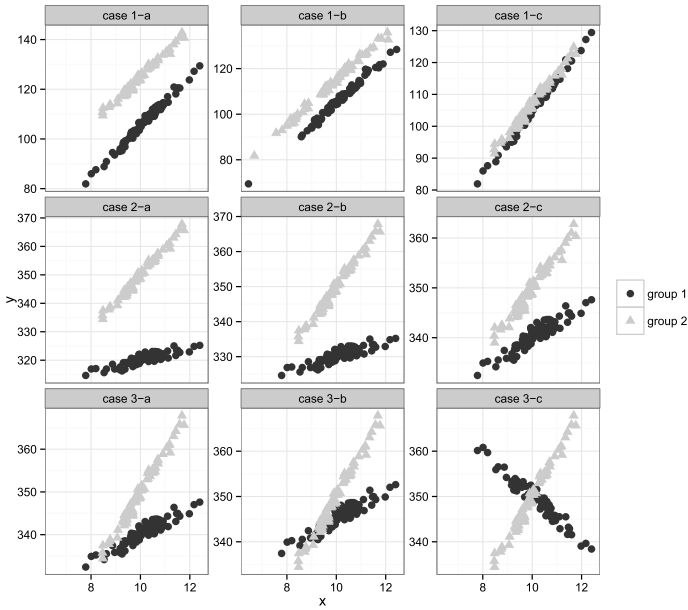 case 1−a
case 1−b
case 1−c
140
120
100
80
120
100
80
130
120
110
100
90
80
case 2−a
case 2−b
case 2−c
370
360
350
340
330
320
370
360
350
340
330
360
340
y
group 1
group 2
case 3−a
case 3−b
case 3−c
360
350
340
360
350
340
360
350
340
8 10 12
8 10 12
8 10 12
x